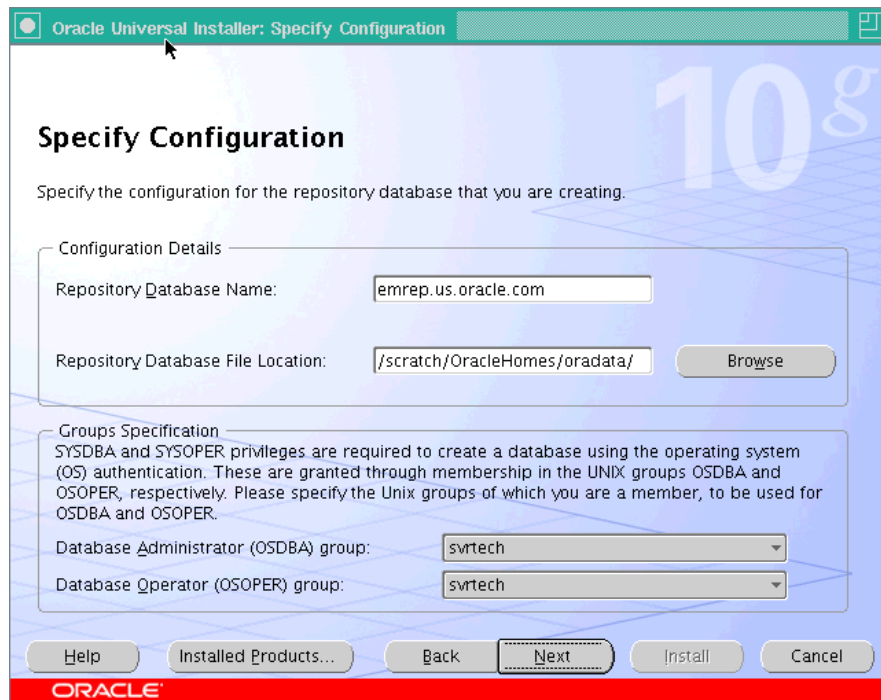 Oracle Universal Installer: Specify Configuration
10g
Specify Configuration
Specify the configuration for the repository database that you are creating.
Configuration Details
Repository Database Name:
emrep.us.oracle.com
Repository Database File Location:
/scratch/OracleHomes/oradata/
Browse
Groups Specification
SYSDBA and SYSOPER privileges are required to create a database using the operating system
(OS) authentication. These are granted through membership in the UNIX groups OSDBA and
OSOPER, respectively. Please specify the Unix groups of which you are a member, to be used for
OSDBA and OSOPER.
Database Administrator (OSDBA) group:
svrtech
Database Operator (OSOPER) group:
svrtech
Help
Installed Products...
Back
Next
Install
Cancel
ORACLE